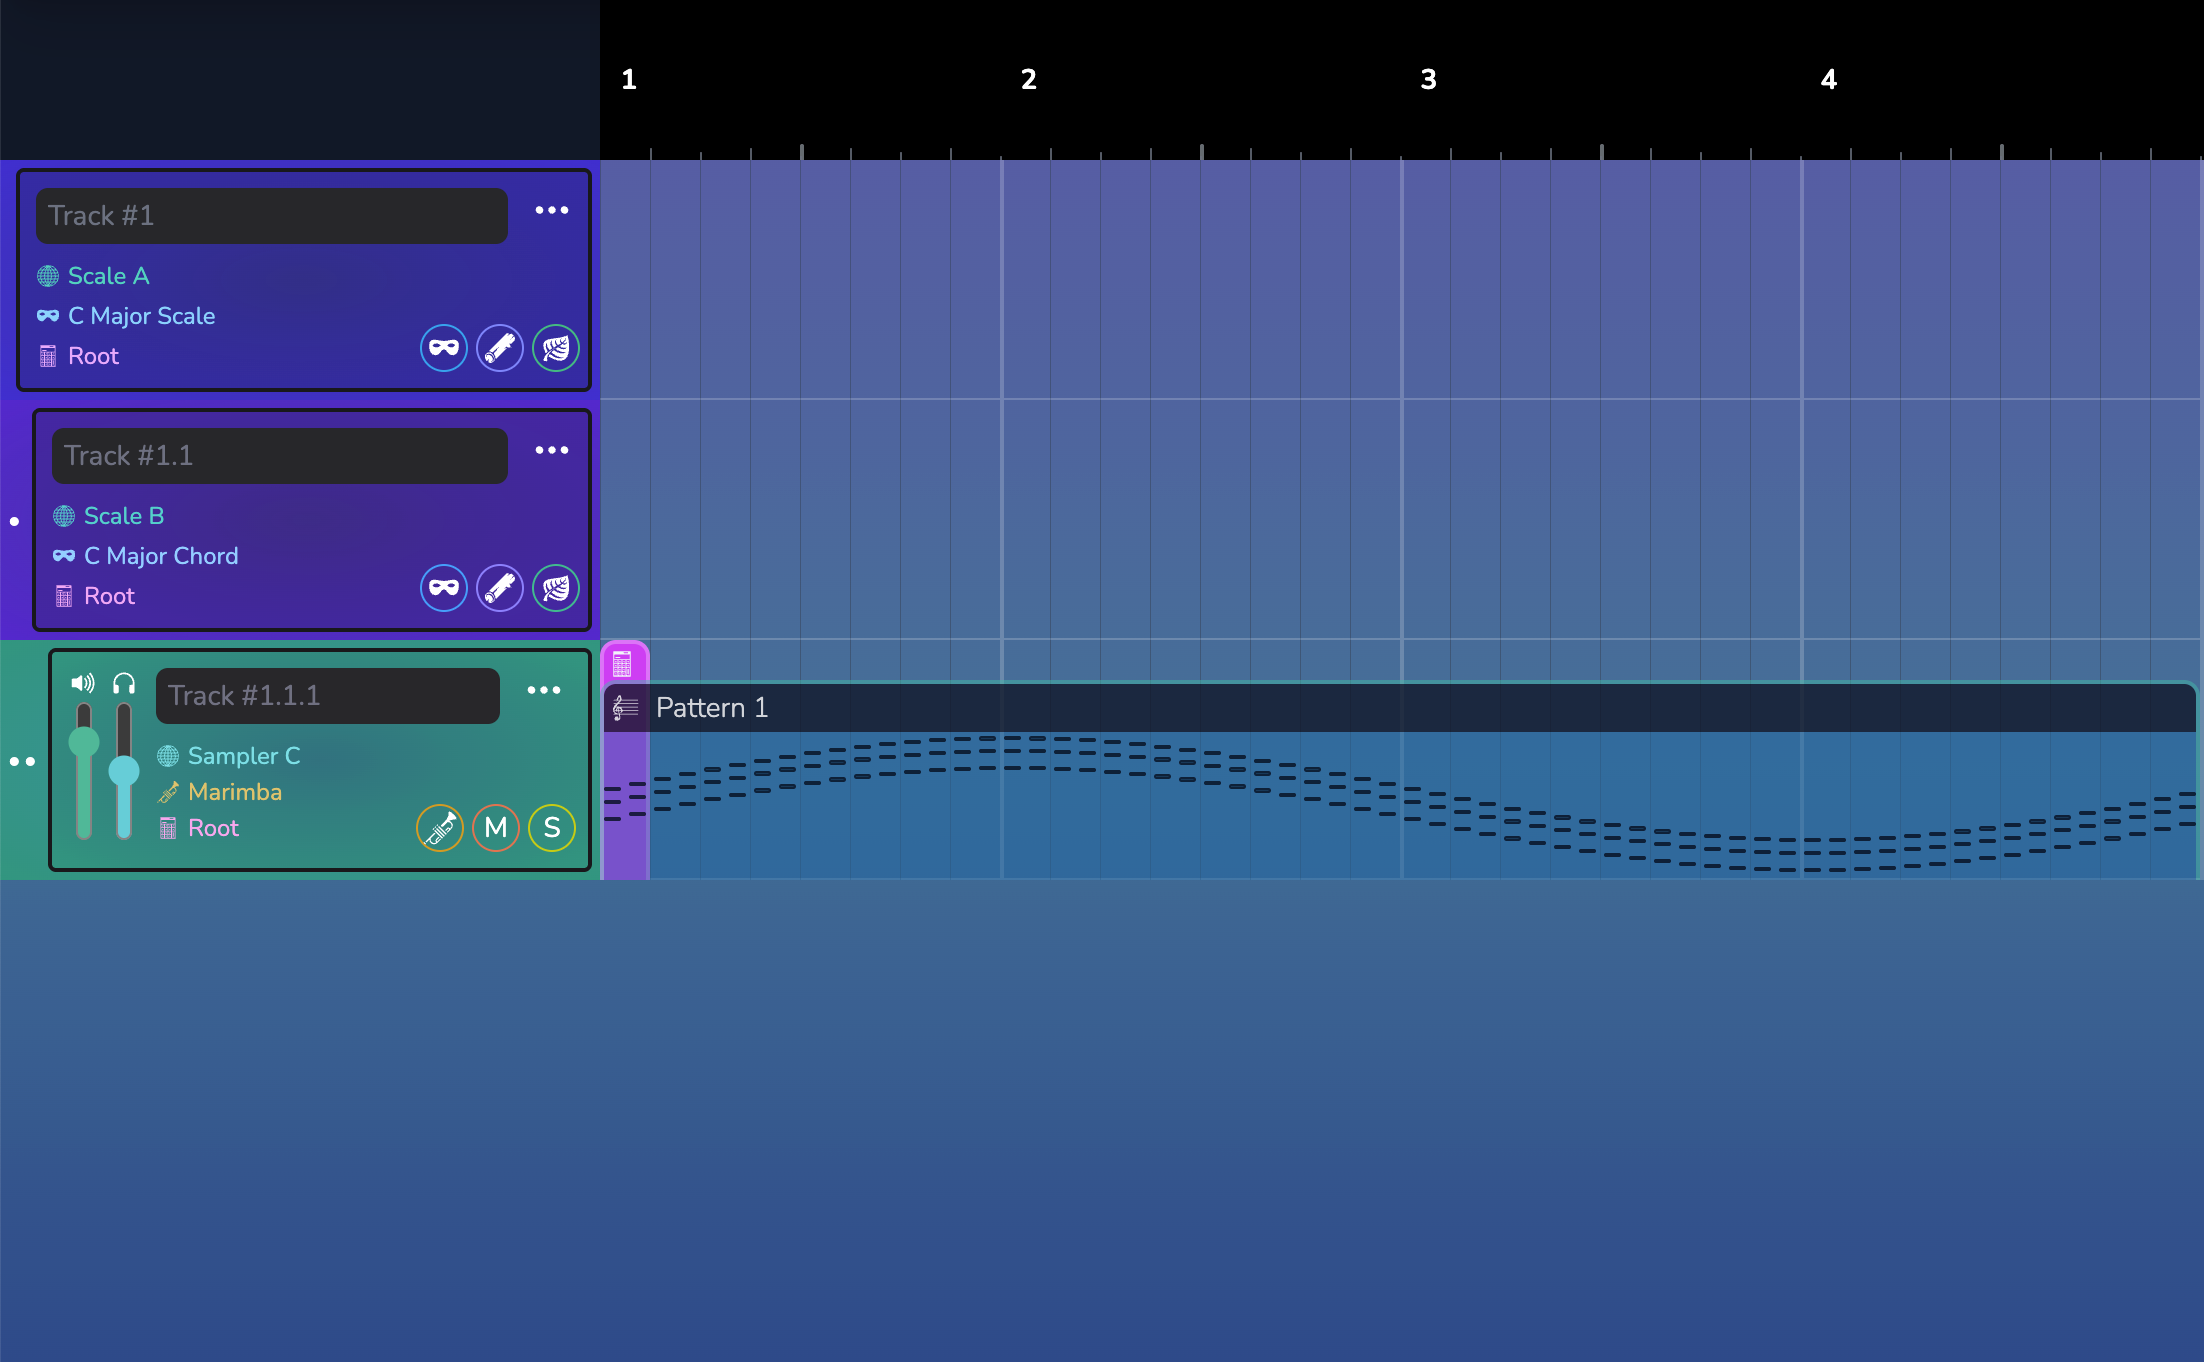 1 2 3 4
Track #1
Scale A
C Major Scale
Root
Track #1.1
Scale B
C Major Chord
Root
Track #1.1.1
Sampler C
Marimba
Root
M S
Pattern 1